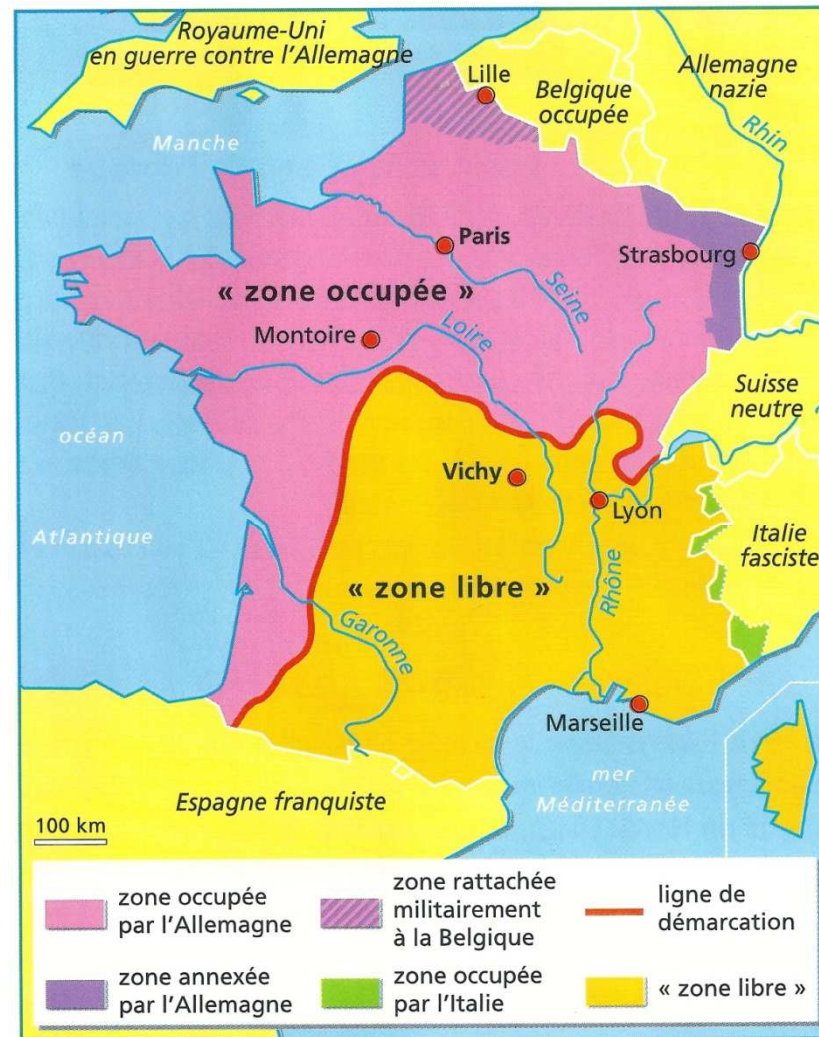 Royaume-Uni
en guerre contre l'Allemagne
Lille
Belgique
occupée
Allemagne
nazie
Rhin
Manche
Paris
Strasbourg
« zone occupée »
Seine
Montoire
Loire
Suisse
neutre
océan
Atlantique
Vichy
Lyon
Italie
fasciste
« zone libre »
Rhône
Garonne
Marseille
mer
Méditerranée
Espagne franquiste
100 km
zone occupée
par l'Allemagne
zone rattachée
militairement
à la Belgique
ligne de
démarcation
zone annexée
par l'Allemagne
zone occupée
par l'Italie
« zone libre »